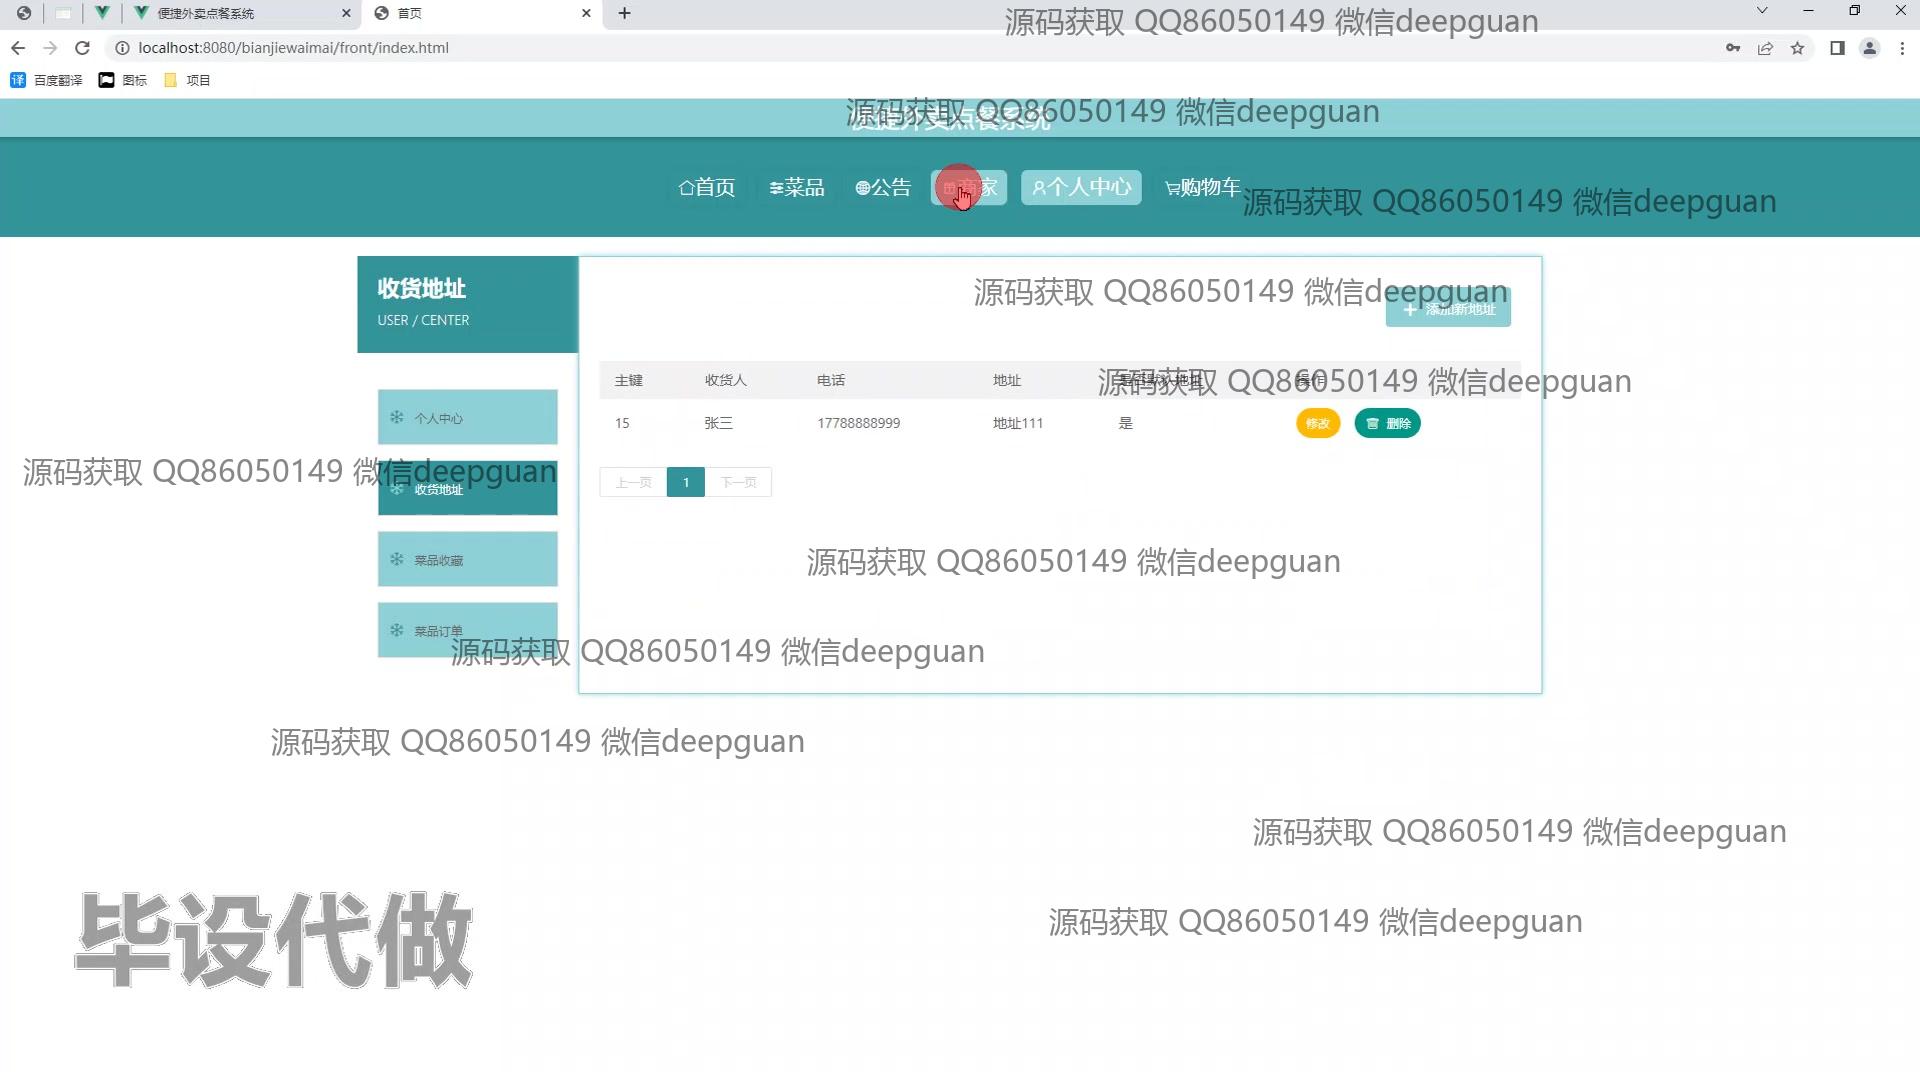 便捷外卖点餐系统
首页
源码获取 QQ86050149 微信deepguan
localhost:8080/bianjiewaimai/front/index.html
百度翻译
图标
项目
便捷外卖点餐系统
源码获取 QQ86050149 微信deepguan
首页
菜品
公告
商家
个人中心
购物车
源码获取 QQ86050149 微信deepguan
收货地址
USER / CENTER
源码获取 QQ86050149 微信deepguan
添加新地址
主键 收货人 电话 地址 是否默认地址 操作
源码获取 QQ86050149 微信deepguan
15 张三 17788888999 地址111 是 修改 删除
个人中心
源码获取 QQ86050149 微信deepguan
收货地址
上一页 1 下一页
菜品收藏
源码获取 QQ86050149 微信deepguan
菜品订单
源码获取 QQ86050149 微信deepguan
源码获取 QQ86050149 微信deepguan
源码获取 QQ86050149 微信deepguan
毕设代做
源码获取 QQ86050149 微信deepguan